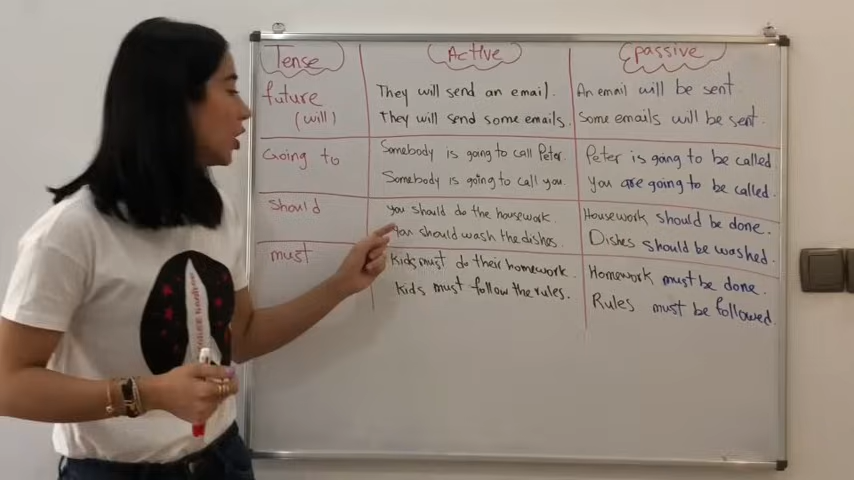 Tense Active passive
future They will send an email. An email will be sent.
(will) They will send some emails. Some emails will be sent.
Going to Somebody is going to call Peter. Peter is going to be called
Somebody is going to call you. You are going to be called.
should you should do the housework. Housework should be done.
You should wash the dishes. Dishes should be washed.
must Kids must do their homework. Homework must be done.
kids must follow the rules. Rules must be followed.